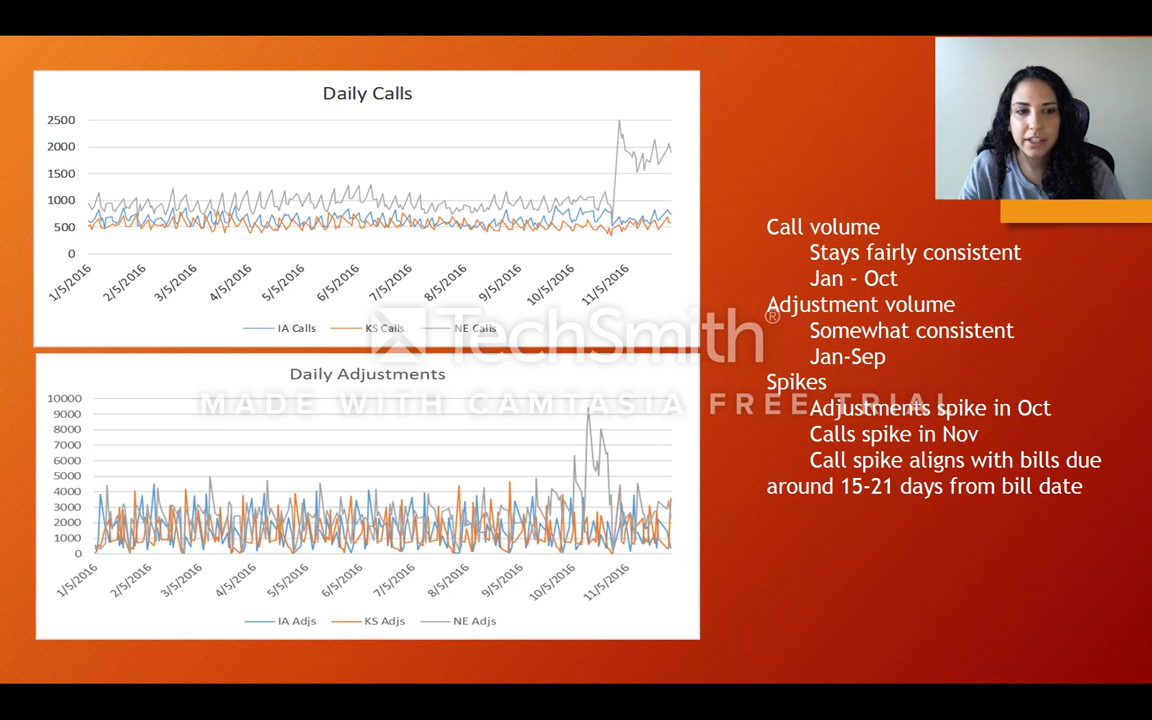 Daily Calls
2500
2000
1500
1000
500
0
1/5/2016 2/5/2016 3/5/2016 4/5/2016 5/5/2016 6/5/2016 7/5/2016 8/5/2016 9/5/2016 10/5/2016 11/5/2016
IA Calls KS Calls NE Calls
Daily Adjustments
10000
9000
8000
7000
6000
5000
4000
3000
2000
1000
0
1/5/2016 2/5/2016 3/5/2016 4/5/2016 5/5/2016 6/5/2016 7/5/2016 8/5/2016 9/5/2016 10/5/2016 11/5/2016
IA Adjs KS Adjs NE Adjs
Call volume
Stays fairly consistent
Jan - Oct
Adjustment volume
Somewhat consistent
Jan-Sep
Spikes
Adjustments spike in Oct
Calls spike in Nov
Call spike aligns with bills due
around 15-21 days from bill date
TechSmith®
MADE WITH CAMTASIA FREE TRIAL